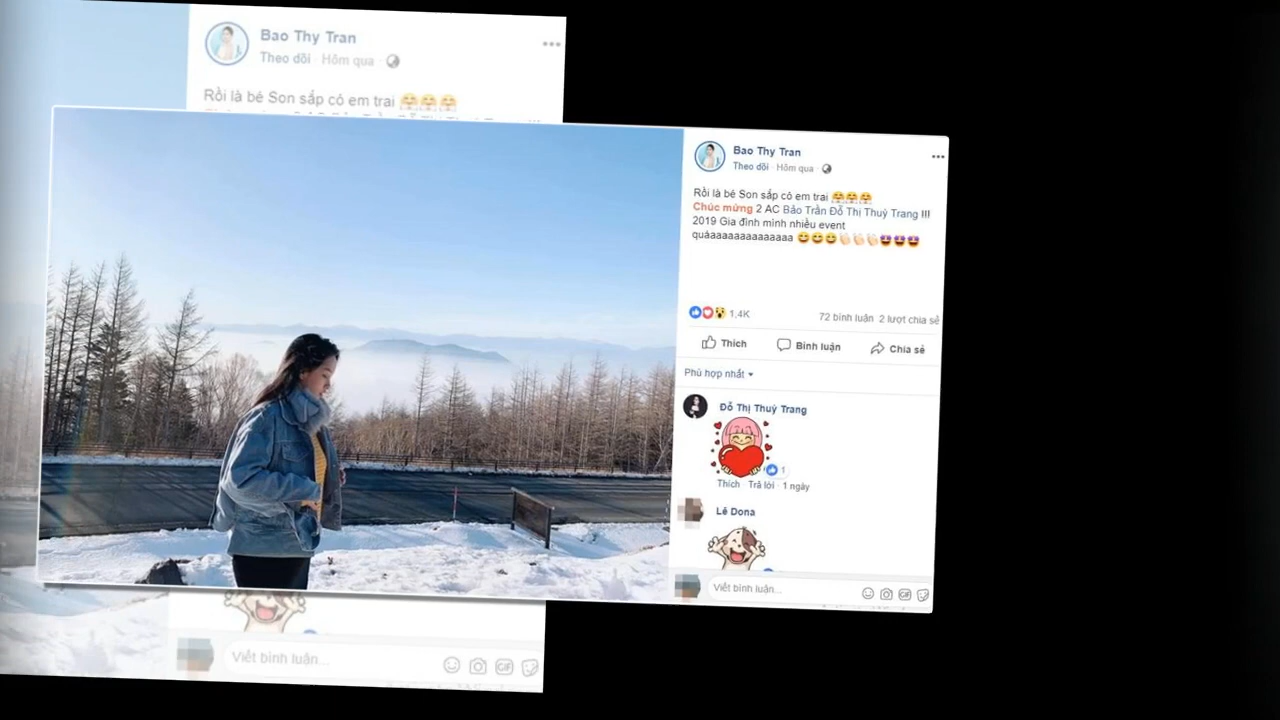 Bao Thy Tran
Theo dõi · Hôm qua ·
Rồi là bé Son sắp có em trai
Bao Thy Tran
Theo dõi · Hôm qua ·
Rồi là bé Son sắp có em trai
Chúc mừng 2 AC Bảo Trần Đỗ Thị Thuỳ Trang !!!
2019 Gia đình mình nhiều event
quáaaaaaaaaaaaaaa
1,4K
72 bình luận 2 lượt chia sẻ
Thích Bình luận Chia sẻ
Phù hợp nhất
Đỗ Thị Thuỳ Trang
1
Thích · Trả lời · 1 ngày
Lê Dona
Viết bình luận...
GIF
Viết bình luận...
GIF